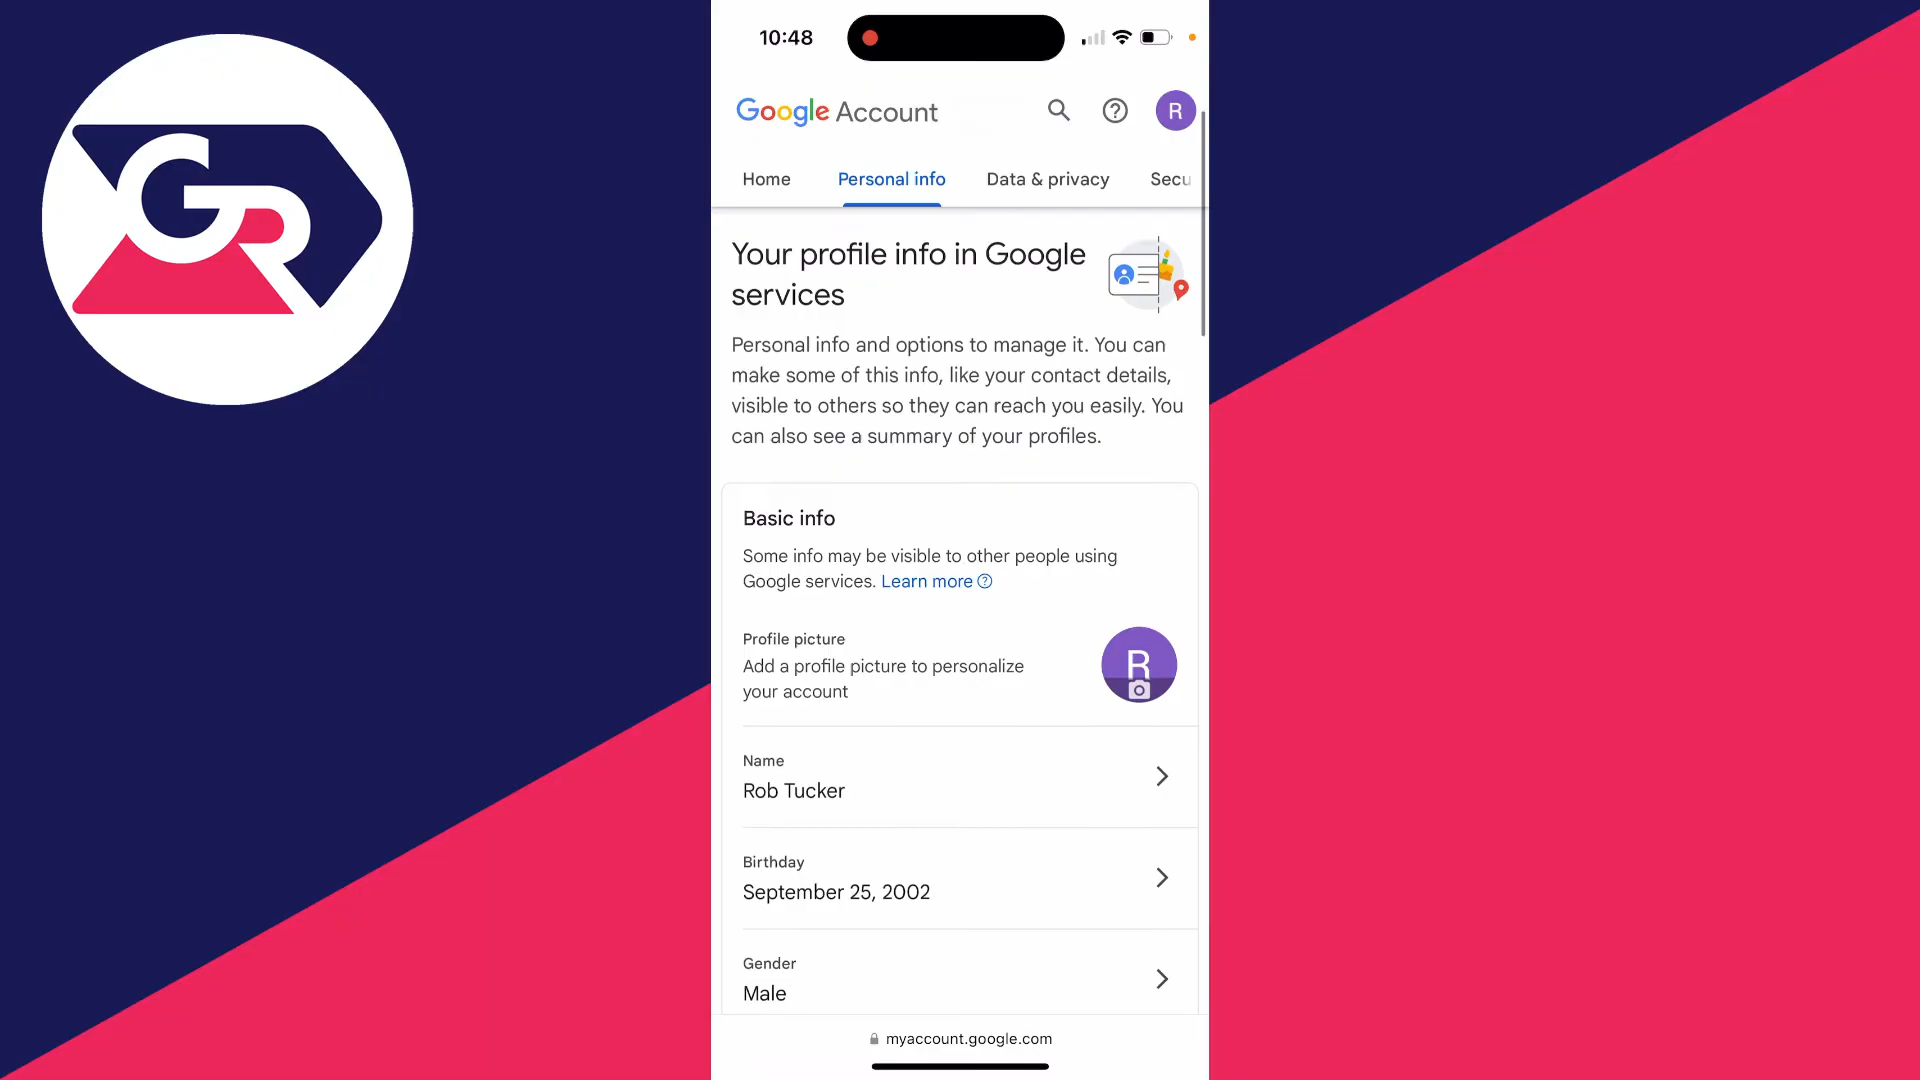 GR
10:48
Google Account
R
Home Personal info Data & privacy Secu
Your profile info in Google
services
Personal info and options to manage it. You can
make some of this info, like your contact details,
visible to others so they can reach you easily. You
can also see a summary of your profiles.
Basic info
Some info may be visible to other people using
Google services. Learn more
Profile picture
Add a profile picture to personalize
your account
R
Name
Rob Tucker
Birthday
September 25, 2002
Gender
Male
myaccount.google.com